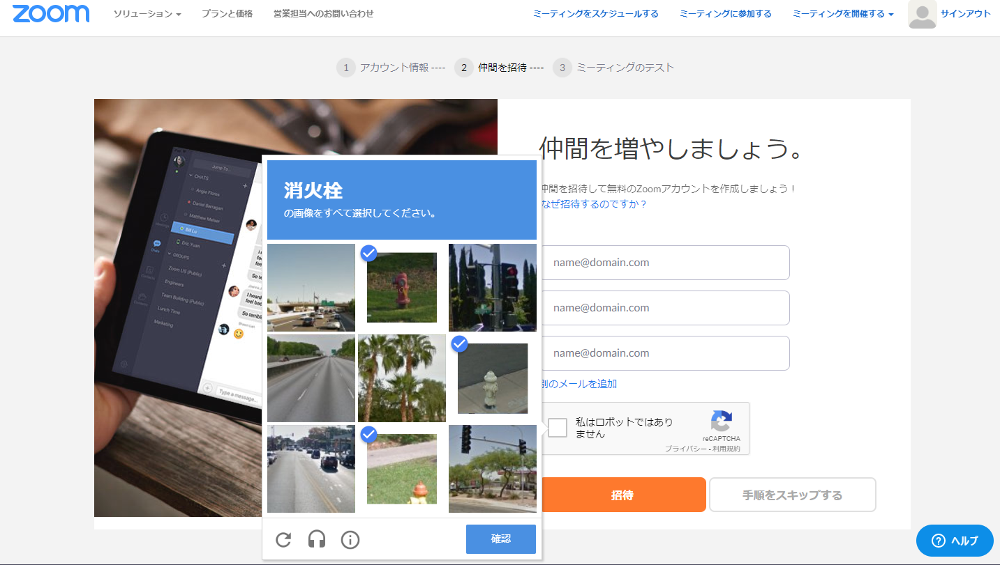 zoom
ソリューション
プランと価格
営業担当へのお問い合わせ
ミーティングをスケジュールする
ミーティングに参加する
ミーティングを開催する
サインアウト
1 アカウント情報 ----
2 仲間を招待 ----
3 ミーティングのテスト
Jump To...
CHATS
Angie Flores
Daniel Barragan
Matthew Melser
Bill Lu
Eric Yuan
GROUPS
Zoom US (Public)
Engineers
Team Building (Public)
Lunch Time
Marketing
Meetings
Chats
Contacts
I heard
feel bad
So terrible
Type a message...
消火栓
の画像をすべて選択してください。
確認
仲間を増やしましょう。
仲間を招待して無料のZoomアカウントを作成しましょう！
なぜ招待するのですか？
name@domain.com
name@domain.com
name@domain.com
別のメールを追加
私はロボットではあり
ません
reCAPTCHA
プライバシー - 利用規約
招待
手順をスキップする
ヘルプ